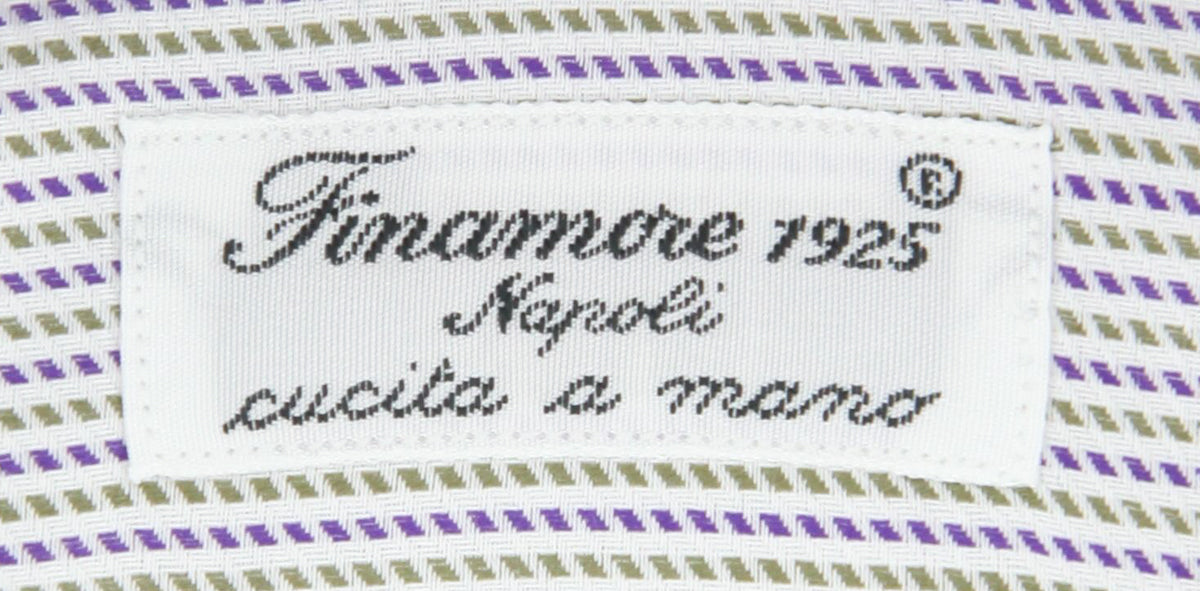 Finamore 1925®
Napoli
cucita a mano